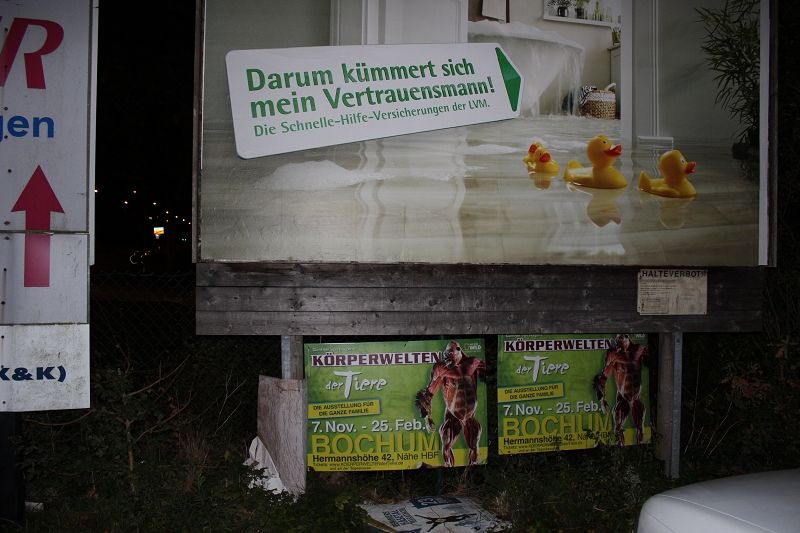 R
gen
K&K)
Darum kümmert sich
mein Vertrauensmann!
Die Schnelle-Hilfe-Versicherungen der LVM.
HALTEVERBOT
KÖRPERWELTEN
der Tiere
DIE AUSSTELLUNG FÜR
DIE GANZE FAMILIE
7. Nov. - 25. Feb.
BOCHUM
Hermannshöhe 42, Nähe HBF
KÖRPERWELTEN
der Tiere
DIE AUSSTELLUNG FÜR
DIE GANZE FAMILIE
7. Nov. - 25. Feb.
BOCHUM
Hermannshöhe 42, Nähe HBF